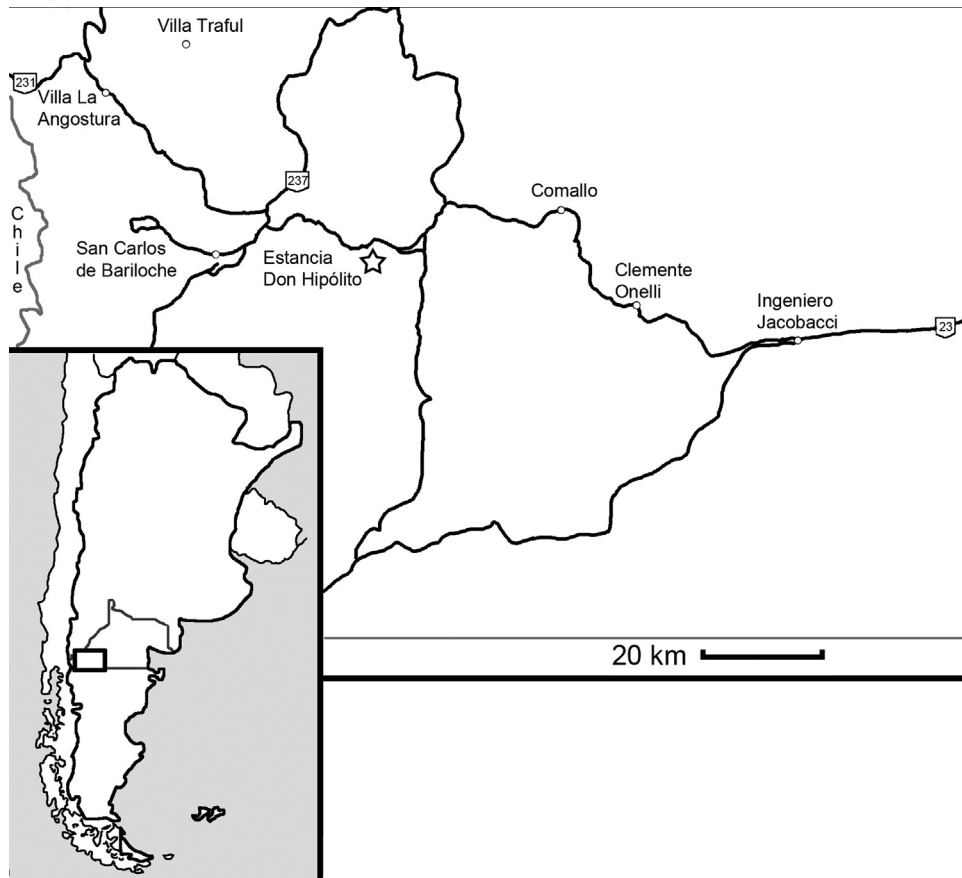 Villa Traful
231
Villa La
Angostura
237
Chile
Comallo
San Carlos
de Bariloche
Estancia
Don Hipólito
Clemente
Onelli
Ingeniero
Jacobacci
23
20 km